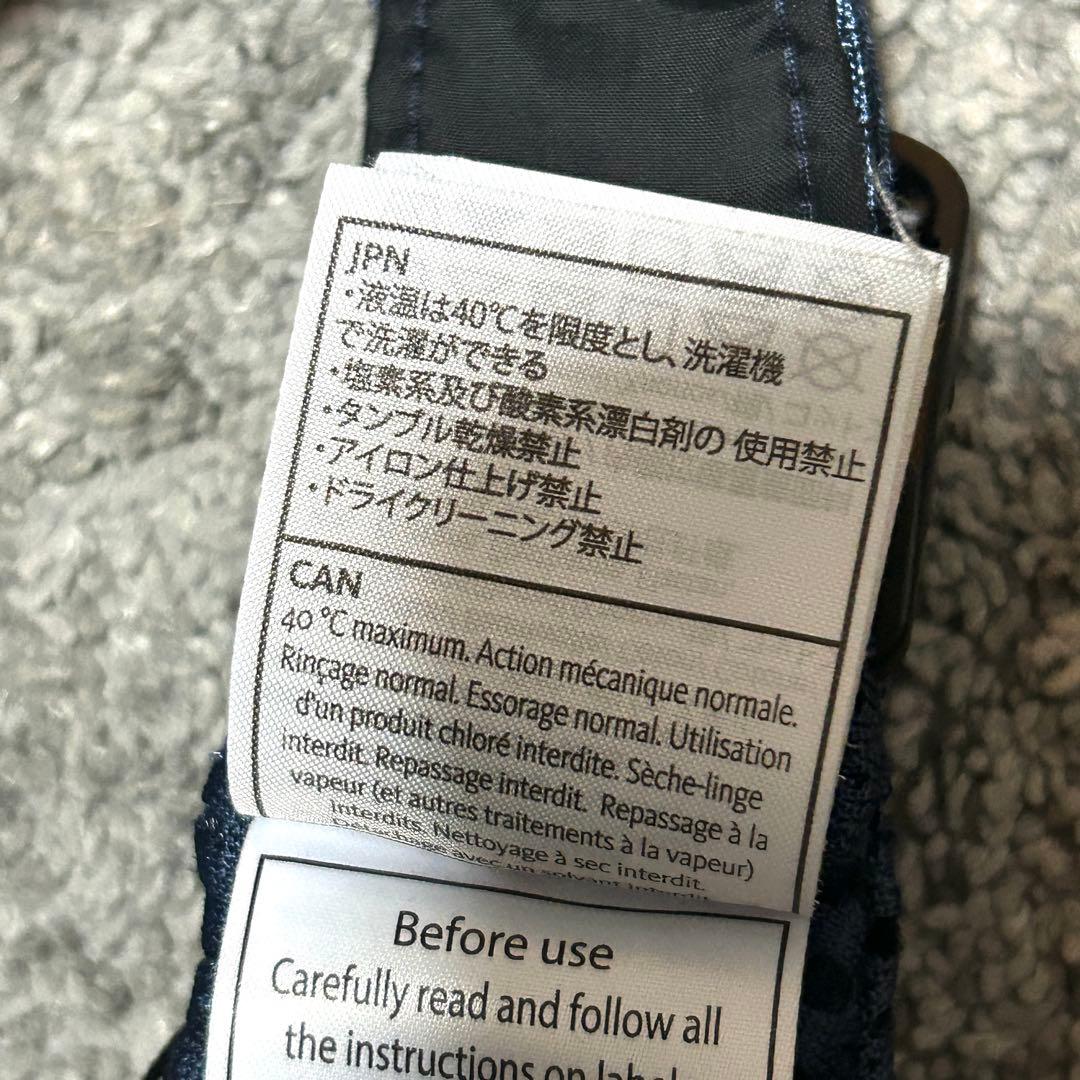 JPN
・液温は40℃を限度とし、洗濯機
で洗濯ができる
・塩素系及び酸素系漂白剤の 使用禁止
・タンブル乾燥禁止
・アイロン仕上げ禁止
・ドライクリーニング禁止
CAN
40 °C maximum. Action mécanique normale.
Rinçage normal. Essorage normal. Utilisation
d'un produit chloré interdite. Sèche-linge
interdit. Repassage interdit. Repassage à la
vapeur (et autres traitements à la vapeur)
interdits. Nettoyage à sec interdit.
Détachage avec un solvant interdit.
Before use
Carefully read and follow all
the instructions on